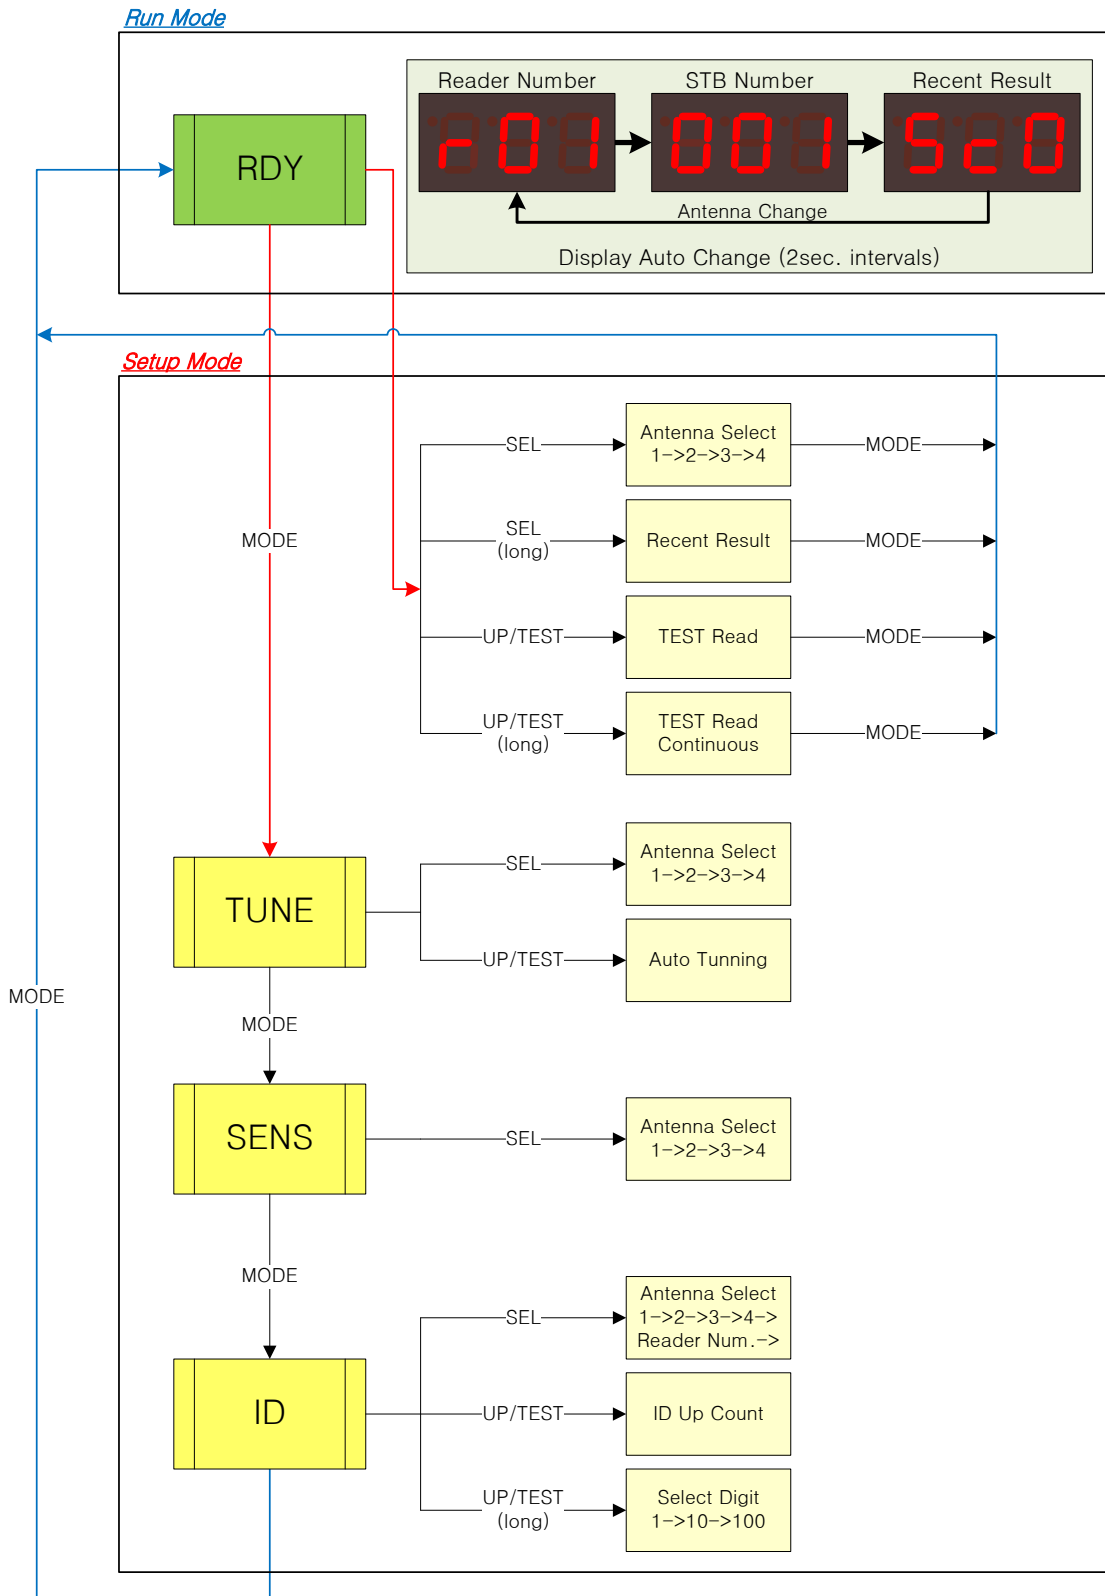 Run Mode
Reader Number
STB Number
Recent Result
RDY
r01
001
5c0
Antenna Change
Display Auto Change (2sec. intervals)
Setup Mode
SEL
Antenna Select
1->2->3->4
MODE
MODE
SEL
(long)
Recent Result
MODE
UP/TEST
TEST Read
MODE
UP/TEST
(long)
TEST Read
Continuous
MODE
TUNE
SEL
Antenna Select
1->2->3->4
UP/TEST
Auto Tunning
MODE
MODE
SENS
SEL
Antenna Select
1->2->3->4
MODE
ID
SEL
Antenna Select
1->2->3->4->
Reader Num.->
UP/TEST
ID Up Count
UP/TEST
(long)
Select Digit
1->10->100